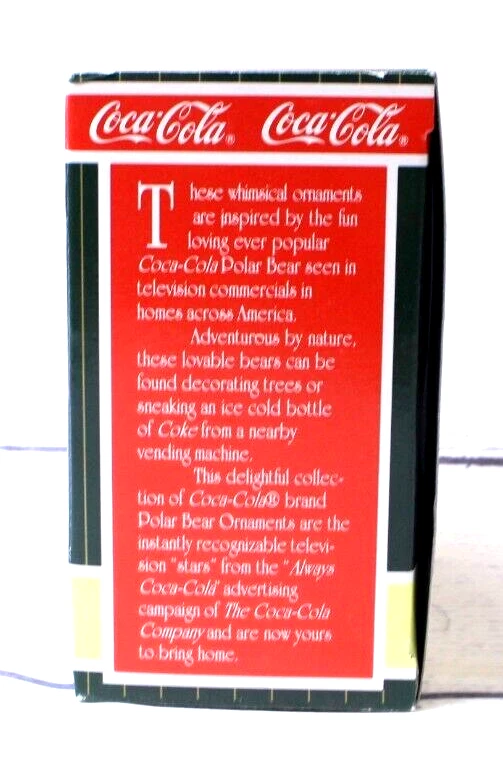 Coca-Cola® Coca-Cola®
These whimsical ornaments
are inspired by the fun
loving ever popular
Coca-Cola Polar Bear seen in
television commercials in
homes across America.
Adventurous by nature,
these lovable bears can be
found decorating trees or
sneaking an ice cold bottle
of Coke from a nearby
vending machine.
This delightful collec-
tion of Coca-Cola® brand
Polar Bear Ornaments are the
instantly recognizable televi-
sion "stars" from the "Always
Coca-Cola" advertising
campaign of The Coca-Cola
Company and are now yours
to bring home.